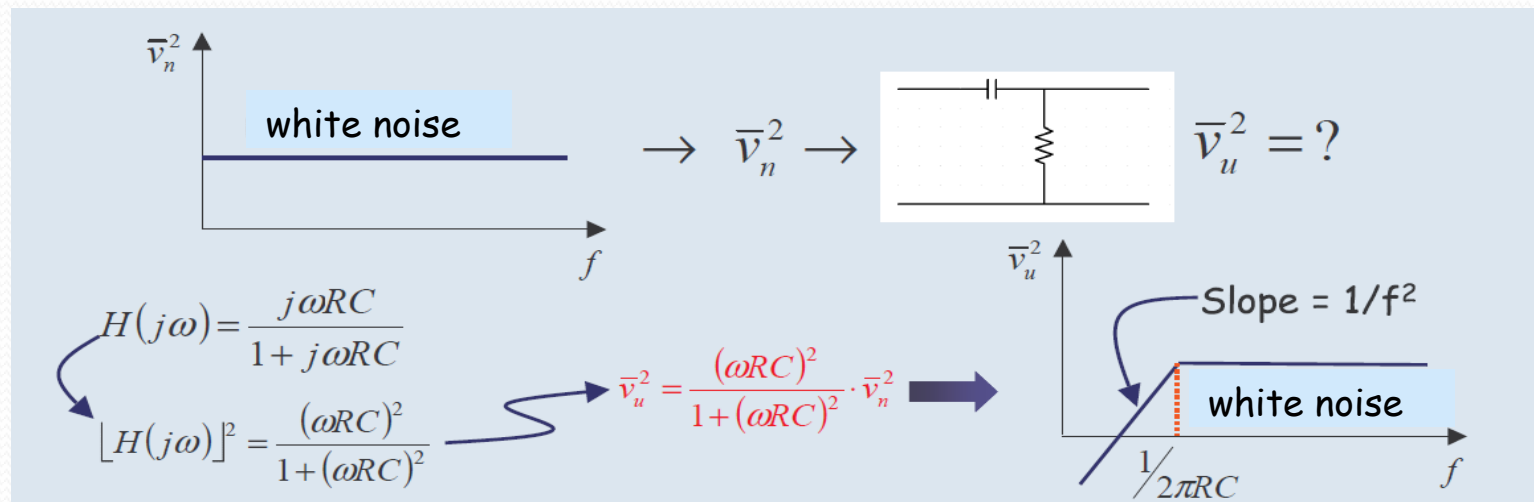 v̅ₙ²
white noise
f
→ v̅ₙ² →
v̅ᵤ² = ?
H(jω) = jωRC / 1 + jωRC
⌊H(jω)⌋² = (ωRC)² / 1 + (ωRC)²
v̅ᵤ² = (ωRC)² / 1 + (ωRC)² · v̅ₙ²
v̅ᵤ²
Slope = 1/f²
white noise
1/2πRC
f